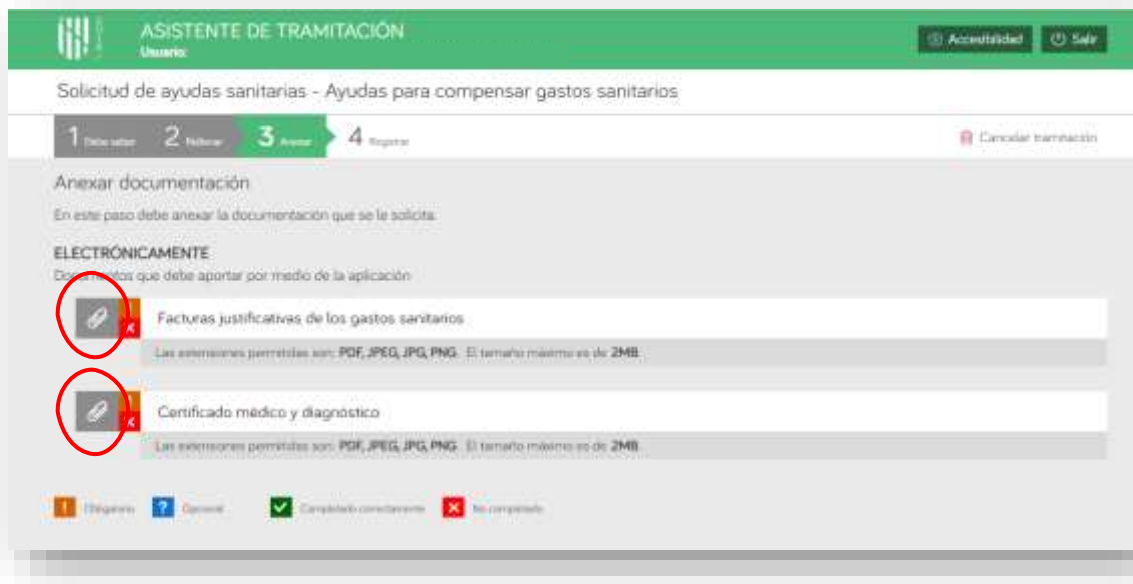 ASISTENTE DE TRAMITACIÓN
Usuario:
Accesibilidad
Salir
Solicitud de ayudas sanitarias - Ayudas para compensar gastos sanitarios
1 Debe saber 2 Rellenar 3 Anexar 4 Registrar
Cancelar tramitación
Anexar documentación
En este paso debe anexar la documentación que se le solicita.
ELECTRÓNICAMENTE
Documentos que debe aportar por medio de la aplicación
Facturas justificativas de los gastos sanitarios
Las extensiones permitidas son: PDF, JPEG, JPG, PNG. El tamaño máximo es de 2MB.
Certificado médico y diagnóstico
Las extensiones permitidas son: PDF, JPEG, JPG, PNG. El tamaño máximo es de 2MB.
! Obligatorio ? Opcional Completado correctamente No completado